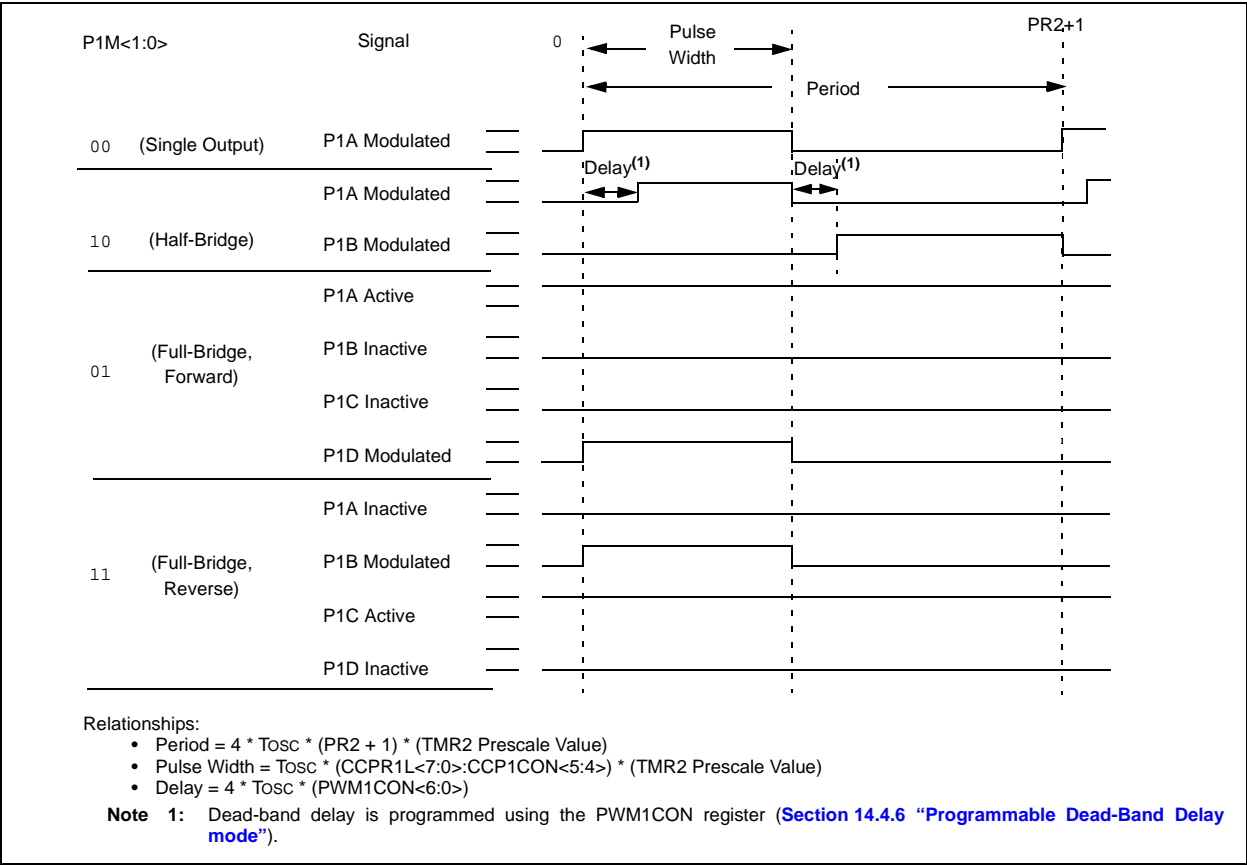 P1M<1:0> Signal 0 Pulse Width PR2+1
Period
00 (Single Output) P1A Modulated
Delay(1) Delay(1)
P1A Modulated
10 (Half-Bridge) P1B Modulated
P1A Active
01 (Full-Bridge, Forward) P1B Inactive
P1C Inactive
P1D Modulated
P1A Inactive
11 (Full-Bridge, Reverse) P1B Modulated
P1C Active
P1D Inactive
Relationships:
• Period = 4 * TOSC * (PR2 + 1) * (TMR2 Prescale Value)
• Pulse Width = TOSC * (CCPR1L<7:0>:CCP1CON<5:4>) * (TMR2 Prescale Value)
• Delay = 4 * TOSC * (PWM1CON<6:0>)
Note 1: Dead-band delay is programmed using the PWM1CON register (Section 14.4.6 “Programmable Dead-Band Delay
mode”).